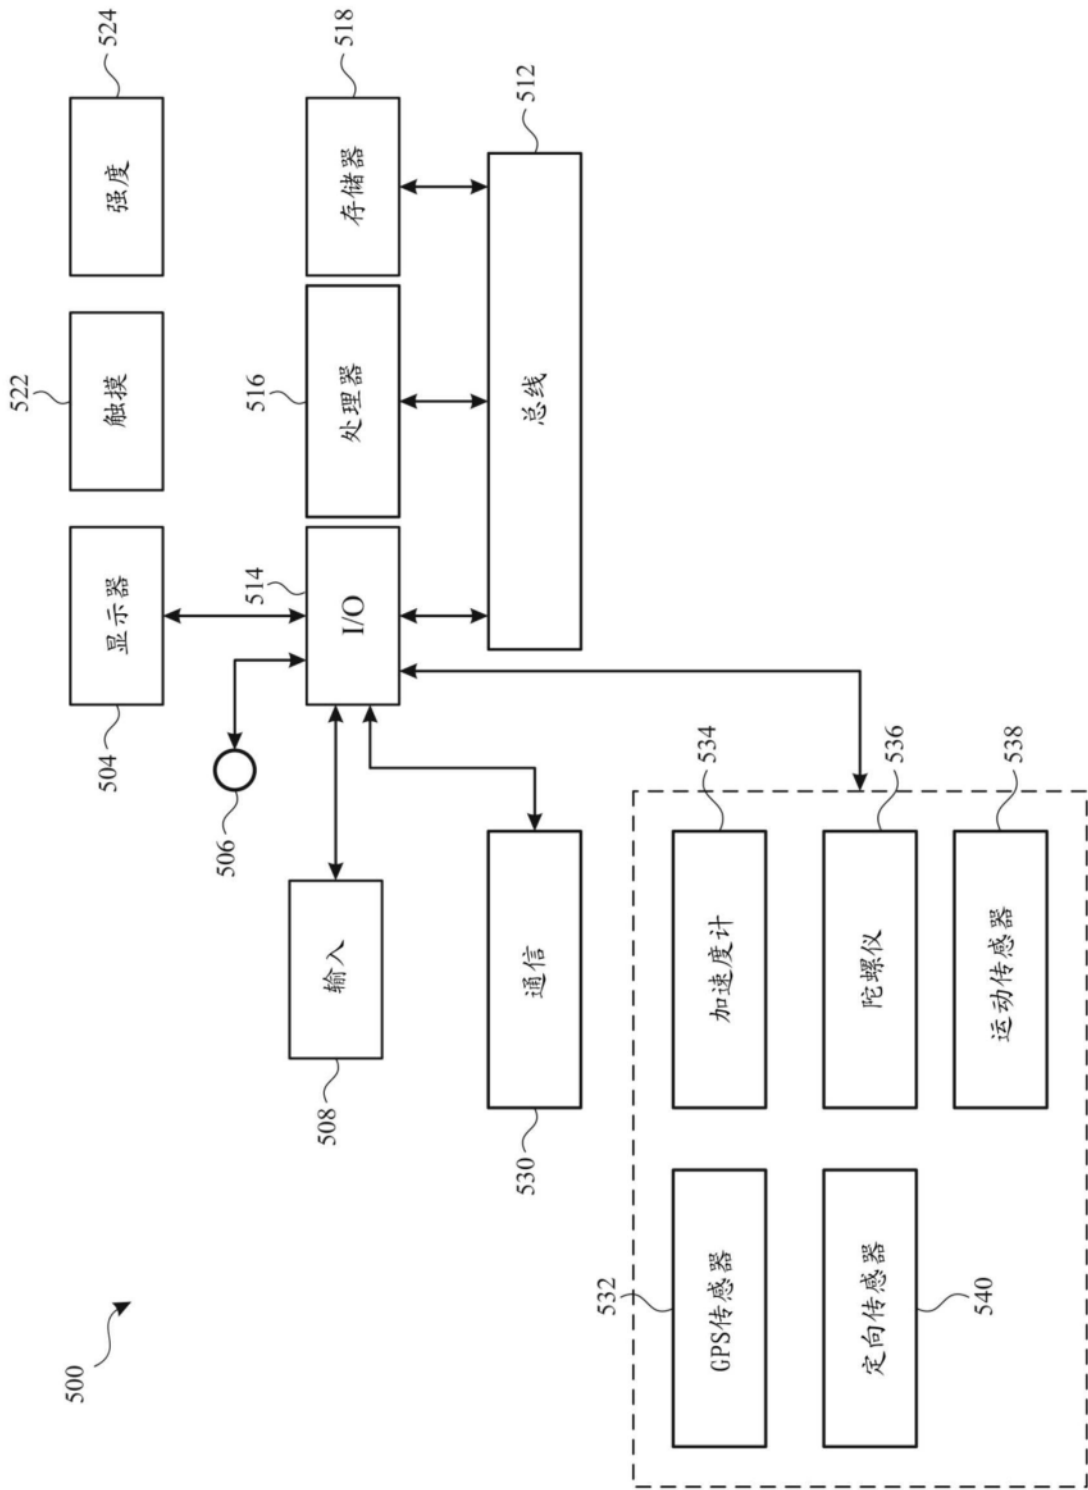 500
522
504
524
显示器
触摸
强度
506
514
516
518
508
输入
I/O
处理器
存储器
530
通信
总线
512
532
534
GPS传感器
加速度计
定向传感器
陀螺仪
536
540
运动传感器
538